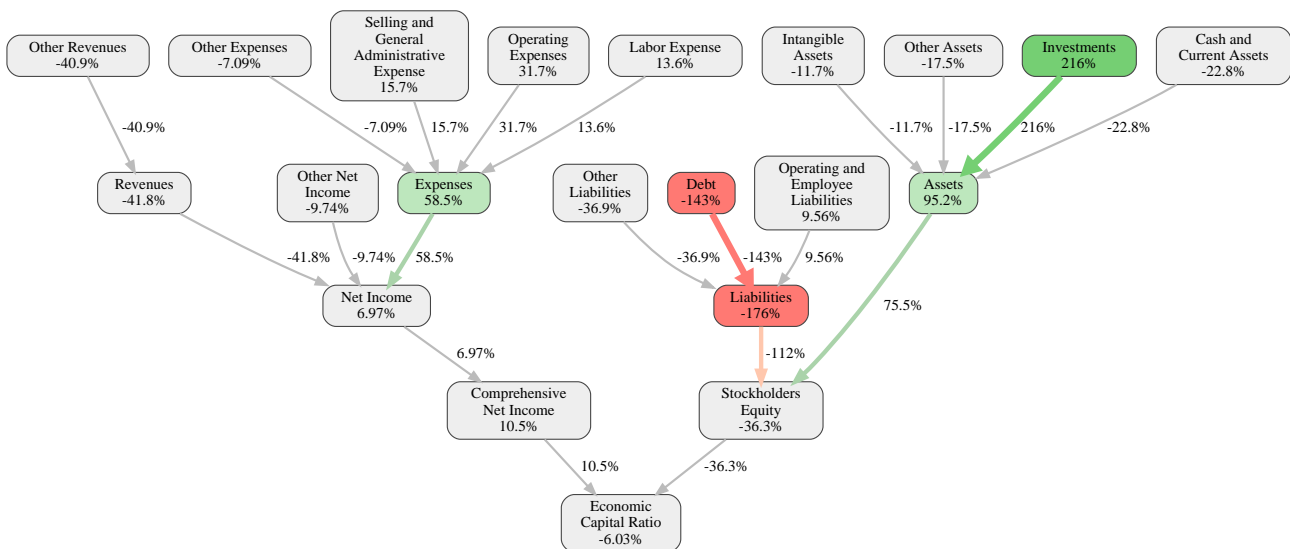 Other Revenues
-40.9%
Other Expenses
-7.09%
Selling and
General
Administrative
Expense
15.7%
Operating
Expenses
31.7%
Labor Expense
13.6%
Intangible
Assets
-11.7%
Other Assets
-17.5%
Investments
216%
Cash and
Current Assets
-22.8%
-40.9%
-7.09%
15.7%
31.7%
13.6%
-11.7%
-17.5%
216%
-22.8%
Revenues
-41.8%
Other Net
Income
-9.74%
Expenses
58.5%
Other
Liabilities
-36.9%
Debt
-143%
Operating and
Employee
Liabilities
9.56%
Assets
95.2%
-41.8%
-9.74%
58.5%
-36.9%
-143%
9.56%
75.5%
Net Income
6.97%
Liabilities
-176%
6.97%
-112%
Comprehensive
Net Income
10.5%
Stockholders
Equity
-36.3%
10.5%
-36.3%
Economic
Capital Ratio
-6.03%